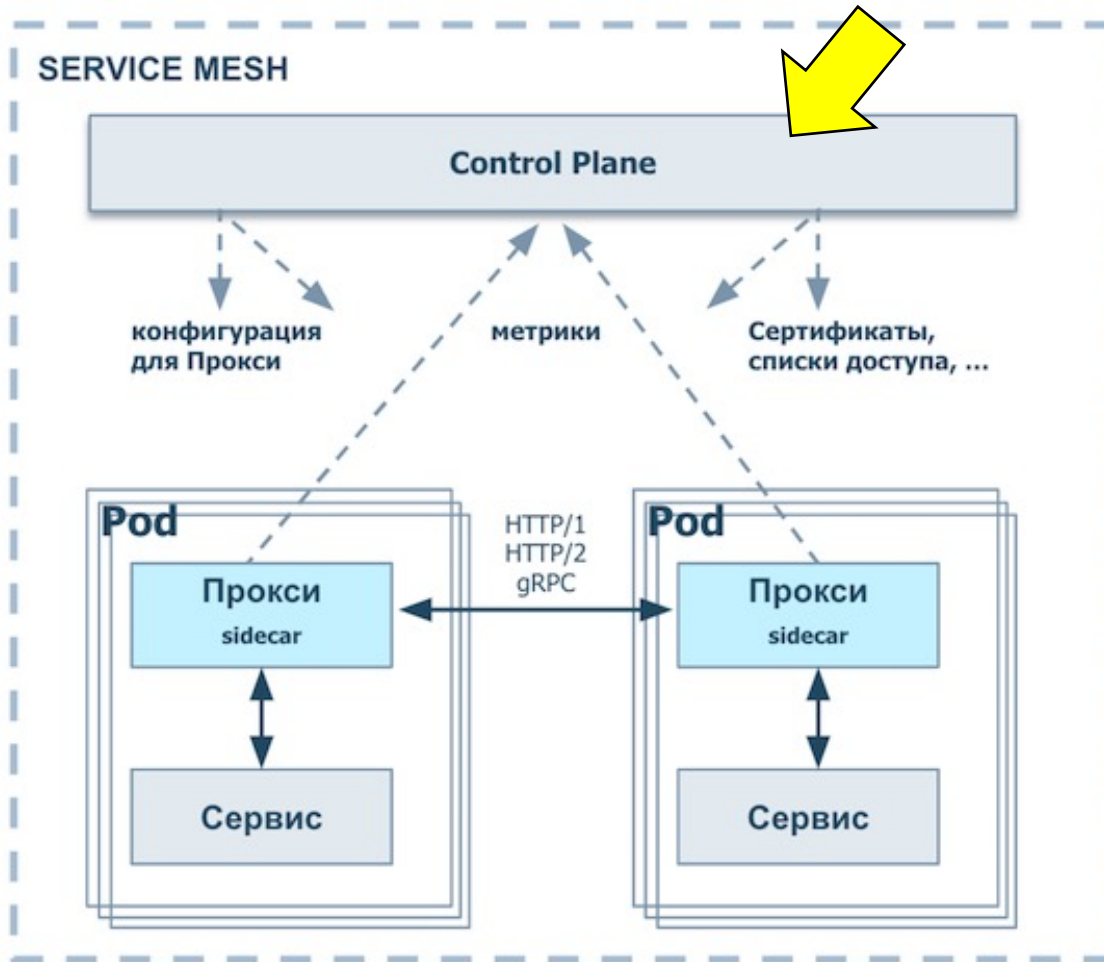 SERVICE MESH
Control Plane
конфигурация
для Прокси
метрики
Сертификаты,
списки доступа, ...
Pod
Прокси
sidecar
Сервис
HTTP/1
HTTP/2
gRPC
Pod
Прокси
sidecar
Сервис